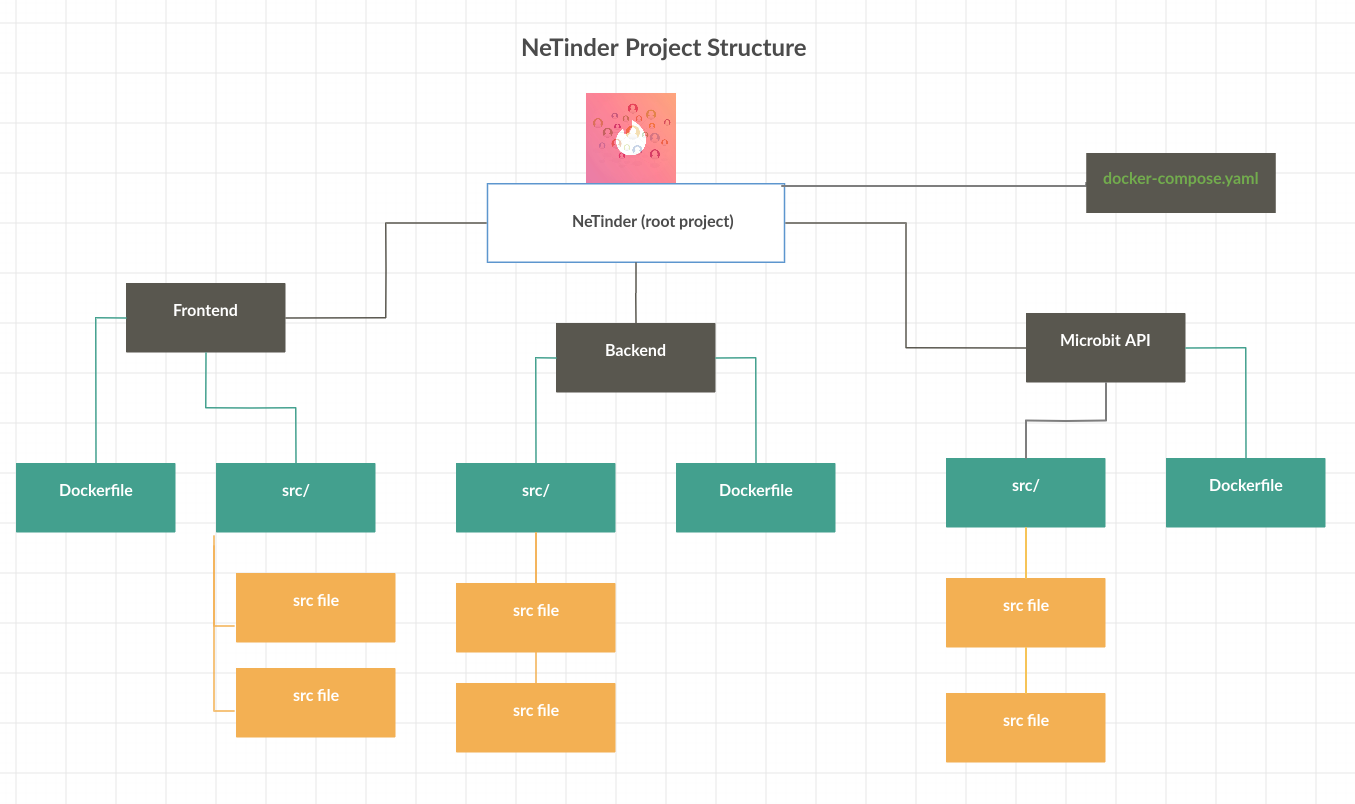 NeTinder Project Structure
docker-compose.yaml
NeTinder (root project)
Frontend
Backend
Microbit API
Dockerfile
src/
src/
Dockerfile
src/
Dockerfile
src file
src file
src file
src file
src file
src file